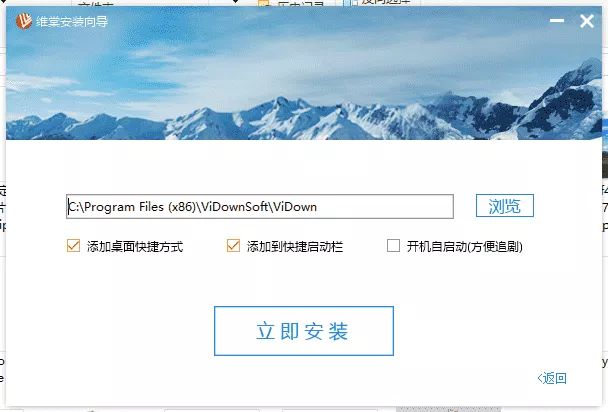 维棠安装向导
C:\Program Files (x86)\ViDownSoft\ViDown
浏览
添加桌面快捷方式
添加到快捷启动栏
开机自启动(方便追剧)
立即安装
<返回